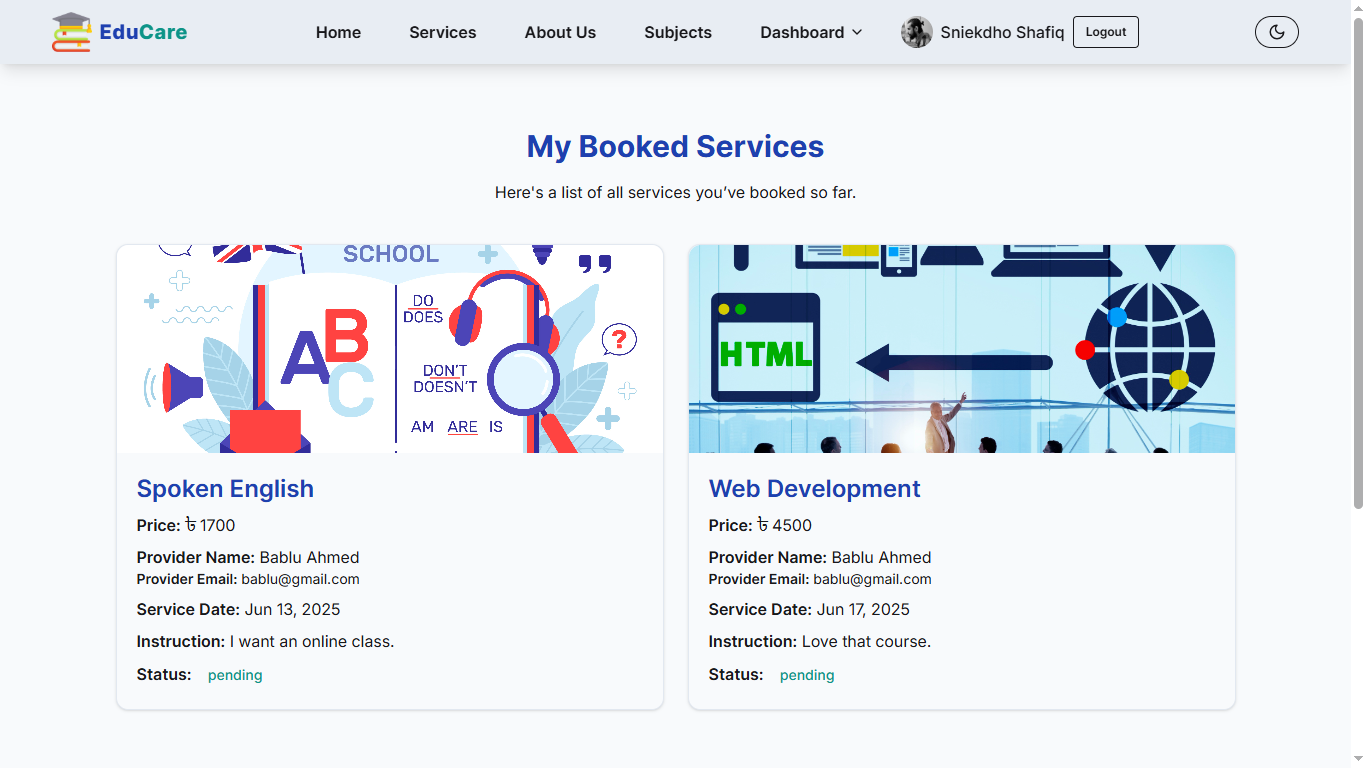 EduCare
Home
Services
About Us
Subjects
Dashboard
Sniekdho Shafiq
Logout
My Booked Services
Here's a list of all services you’ve booked so far.
SCHOOL
A
B
C
DO
DOES
DON'T
DOESN'T
AM ARE IS
?
Spoken English
Price: ৳ 1700
Provider Name: Bablu Ahmed
Provider Email: bablu@gmail.com
Service Date: Jun 13, 2025
Instruction: I want an online class.
Status: pending
HTML
Web Development
Price: ৳ 4500
Provider Name: Bablu Ahmed
Provider Email: bablu@gmail.com
Service Date: Jun 17, 2025
Instruction: Love that course.
Status: pending